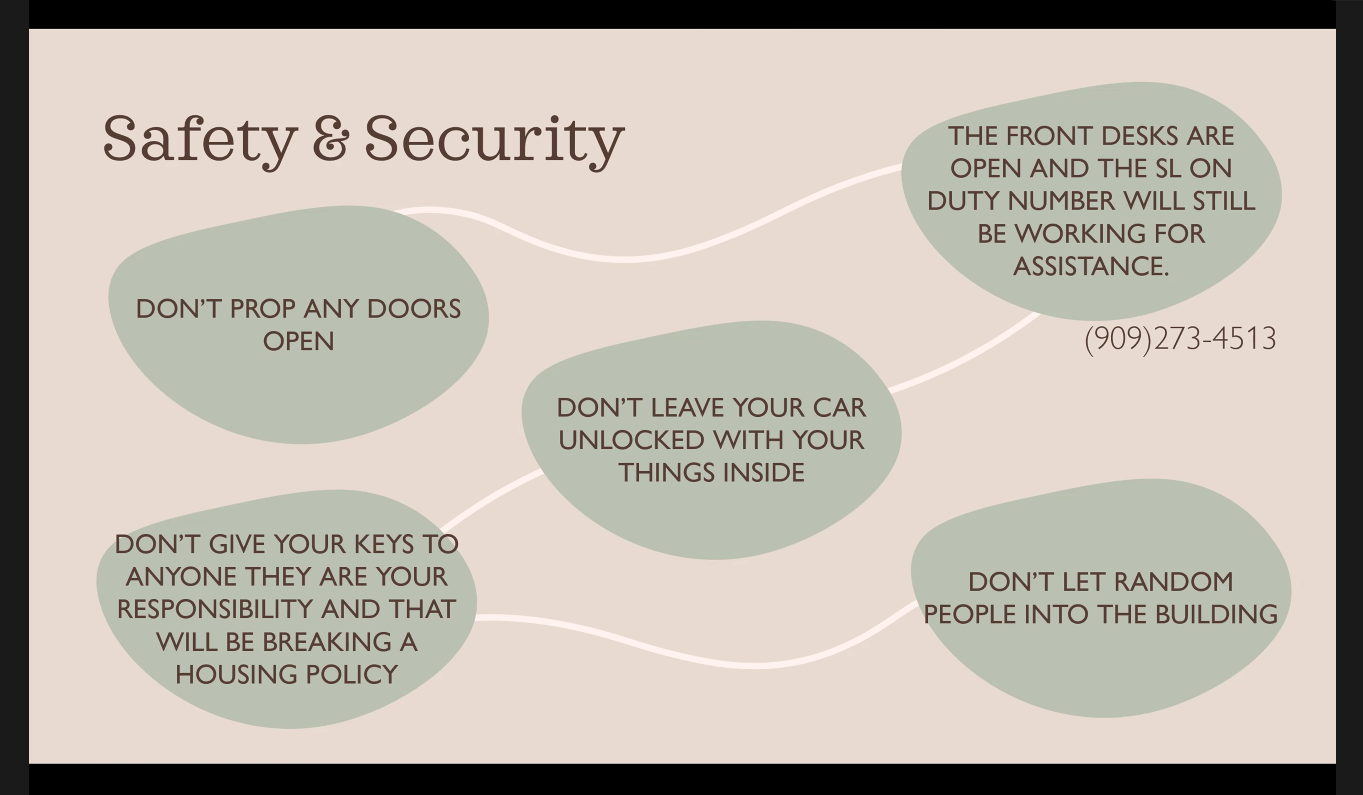 Safety & Security
DON'T PROP ANY DOORS
OPEN
THE FRONT DESKS ARE
OPEN AND THE SL ON
DUTY NUMBER WILL STILL
BE WORKING FOR
ASSISTANCE.
(909)273-4513
DON'T LEAVE YOUR CAR
UNLOCKED WITH YOUR
THINGS INSIDE
DON'T GIVE YOUR KEYS TO
ANYONE THEY ARE YOUR
RESPONSIBILITY AND THAT
WILL BE BREAKING A
HOUSING POLICY
DON'T LET RANDOM
PEOPLE INTO THE BUILDING